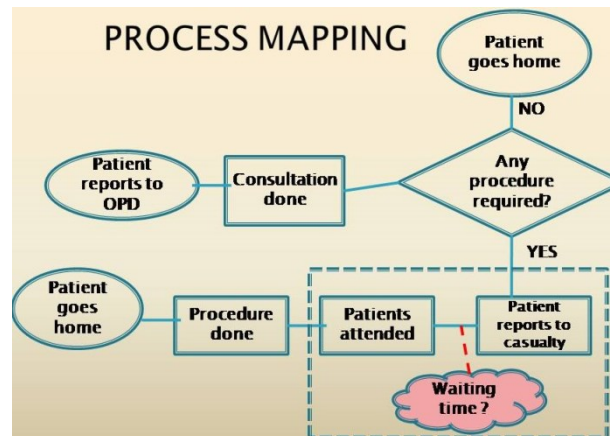 PROCESS MAPPING
Patient
goes home
NO
Patient
reports to
OPD
Consultation
done
Any
procedure
required?
YES
Patient
goes
home
Procedure
done
Patients
attended
Patient
reports to
casualty
Waiting
time ?